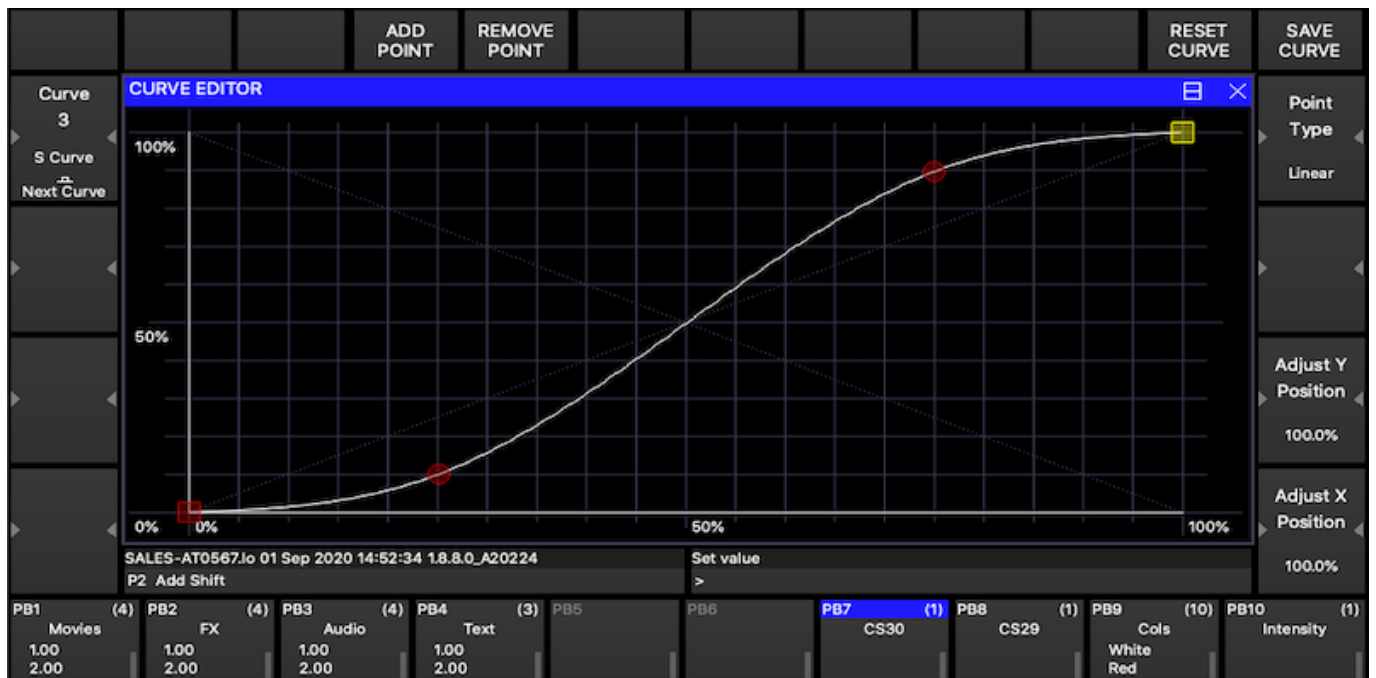 ADD
POINT
REMOVE
POINT
RESET
CURVE
SAVE
CURVE
Curve
3
S Curve
Next Curve
CURVE EDITOR
100%
50%
0%
0%
50%
100%
Point
Type
Linear
Adjust Y
Position
100.0%
Adjust X
Position
100.0%
SALES-AT0567.lo 01 Sep 2020 14:52:34 1.8.8.0_A20224
Set value
P2 Add Shift
>
PB1 (4)
Movies
1.00
2.00
PB2 (4)
FX
1.00
2.00
PB3 (4)
Audio
1.00
2.00
PB4 (3)
Text
1.00
2.00
PB5
PB6
PB7 (1)
CS30
PB8 (1)
CS29
PB9 (10)
Cols
White
Red
PB10 (1)
Intensity